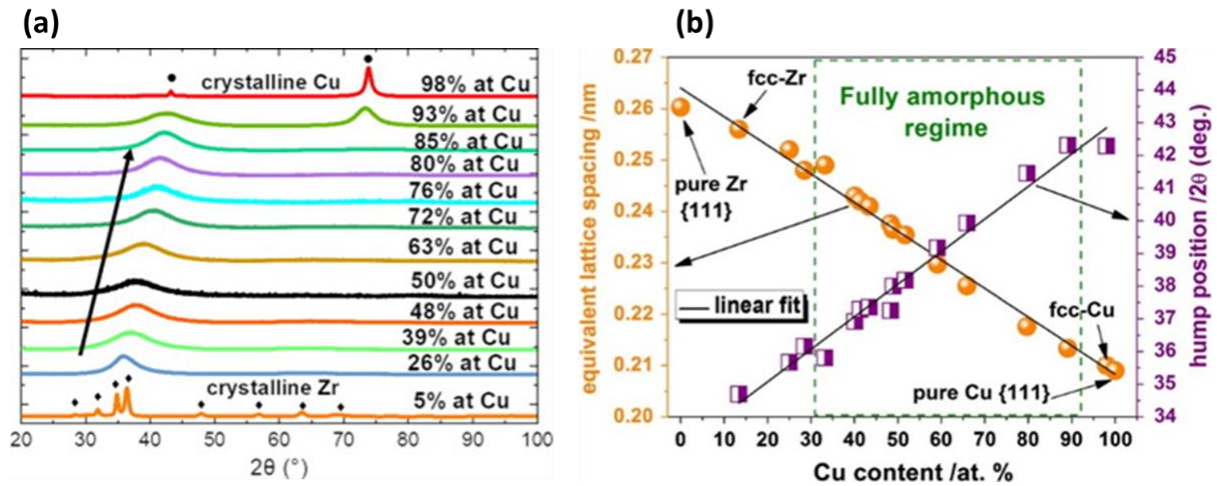 (a)
crystalline Cu
98% at Cu
93% at Cu
85% at Cu
80% at Cu
76% at Cu
72% at Cu
63% at Cu
50% at Cu
48% at Cu
39% at Cu
26% at Cu
crystalline Zr
5% at Cu
20 30 40 50 60 70 80 90 100
2θ (°)
(b)
equivalent lattice spacing /nm
0.27
0.26
0.25
0.24
0.23
0.22
0.21
0.20
fcc-Zr
Fully amorphous
regime
pure Zr
{111}
linear fit
fcc-Cu
pure Cu {111}
45
44
43
42
41
40
39
38
37
36
35
34
hump position /2θ (deg.)
0 10 20 30 40 50 60 70 80 90 100
Cu content /at. %